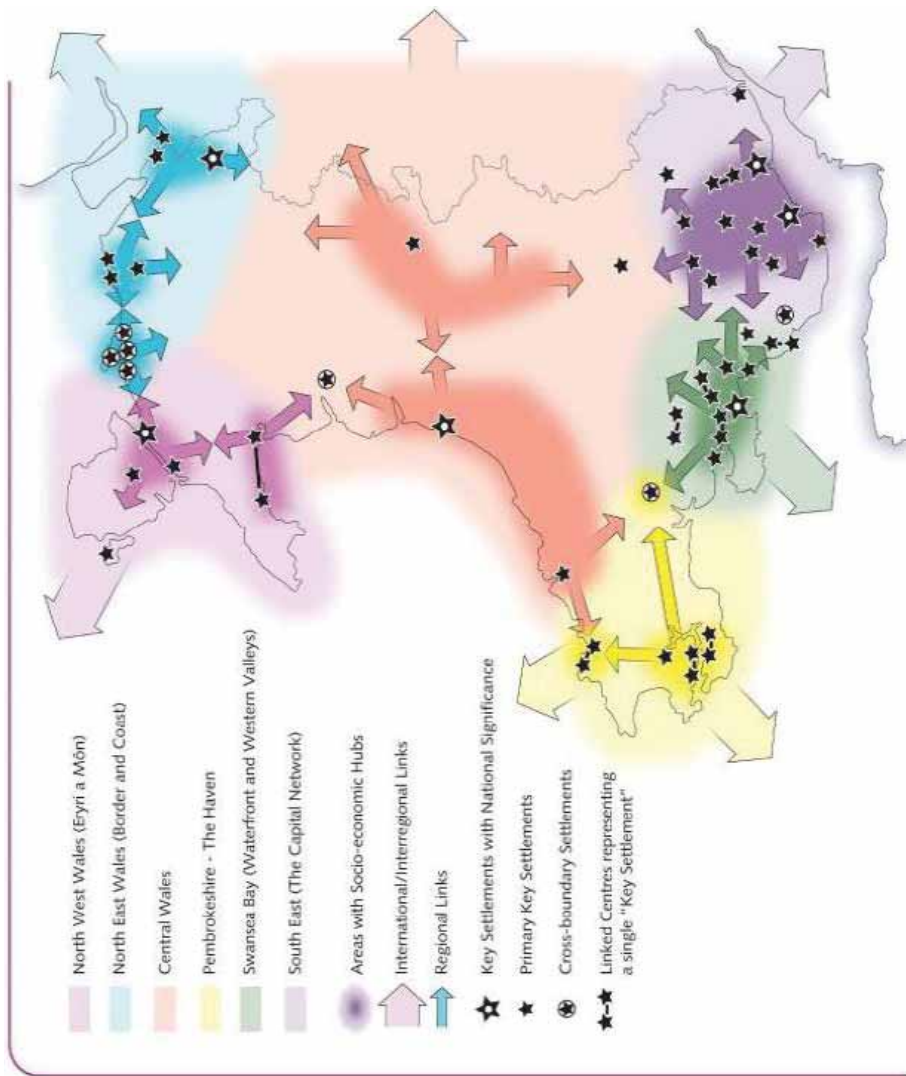 North West Wales (Eryri a Môn)
North East Wales (Border and Coast)
Central Wales
Pembrokeshire - The Haven
Swansea Bay (Waterfront and Western Valleys)
South East (The Capital Network)
Areas with Socio-economic Hubs
International/Interregional Links
Regional Links
Key Settlements with National Significance
Primary Key Settlements
Cross-boundary Settlements
Linked Centres representing
a single "Key Settlement"